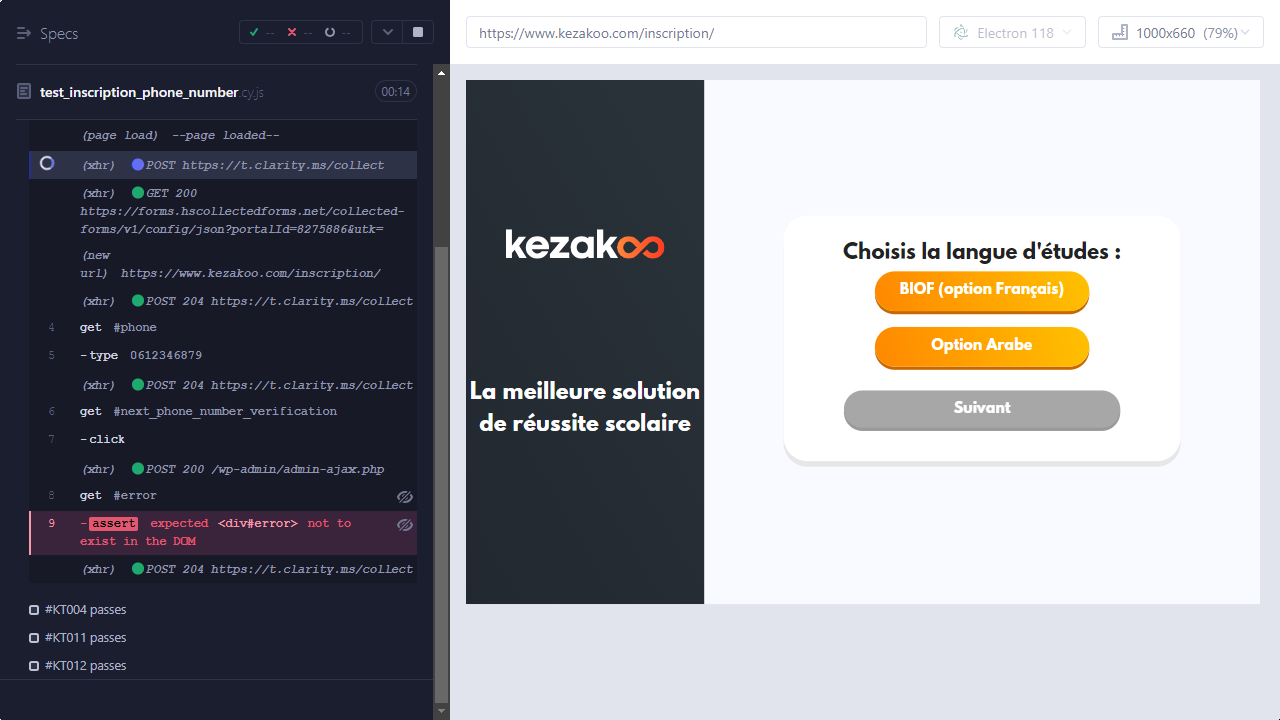 Specs
-- -- --
test_inscription_phone_number.cy.js 00:14
(page load) --page loaded--
(xhr) POST https://t.clarity.ms/collect
(xhr) GET 200
https://forms.hscollectedforms.net/collected-
forms/v1/config/json?portalId=8275886&utk=
(new
url) https://www.kezakoo.com/inscription/
(xhr) POST 204 https://t.clarity.ms/collect
4 get #phone
5 -type 0612346879
(xhr) POST 204 https://t.clarity.ms/collect
6 get #next_phone_number_verification
7 -click
(xhr) POST 200 /wp-admin/admin-ajax.php
8 get #error
9 -assert expected <div#error> not to
exist in the DOM
(xhr) POST 204 https://t.clarity.ms/collect
#KT004 passes
#KT011 passes
#KT012 passes
https://www.kezakoo.com/inscription/
Electron 118
1000x660 (79%)
kezakoo
La meilleure solution
de réussite scolaire
Choisis la langue d'études :
BIOF (option Français)
Option Arabe
Suivant